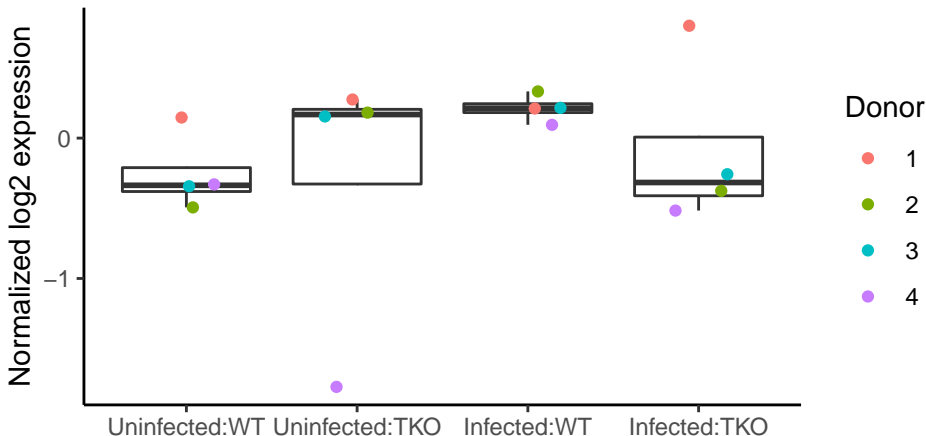 Normalized log2 expression
0
−1
Uninfected:WT Uninfected:TKO Infected:WT Infected:TKO
Donor
1
2
3
4